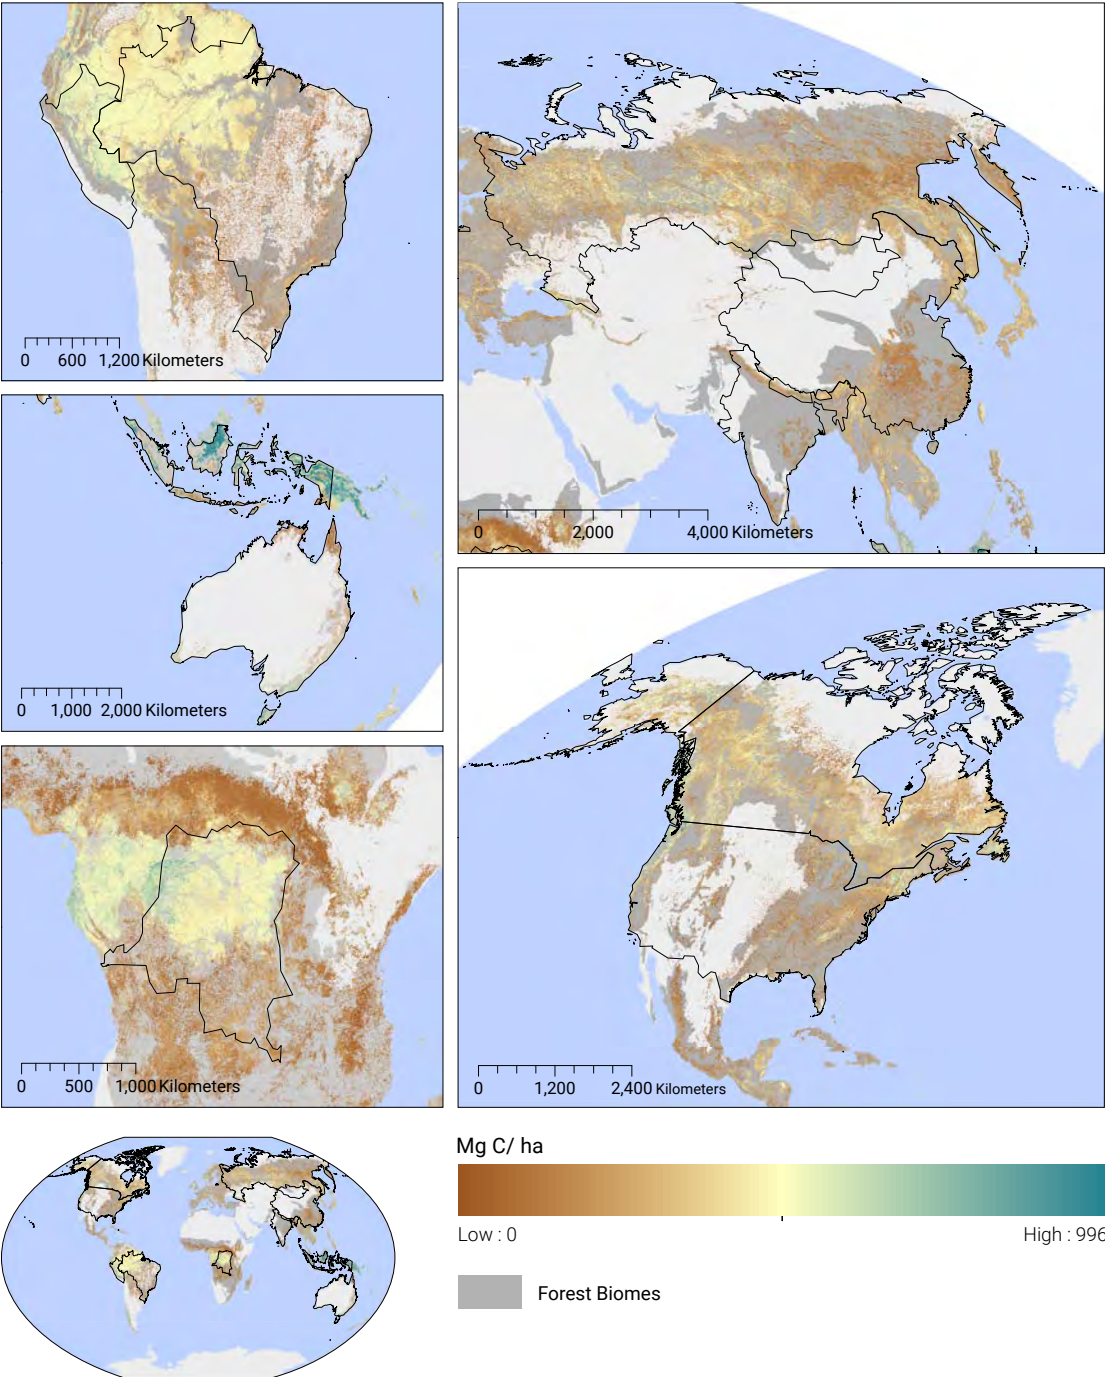 0 600 1,200 Kilometers
0 2,000 4,000 Kilometers
0 1,000 2,000 Kilometers
0 500 1,000 Kilometers
0 1,200 2,400 Kilometers
Mg C/ ha
Low : 0 High : 996
Forest Biomes